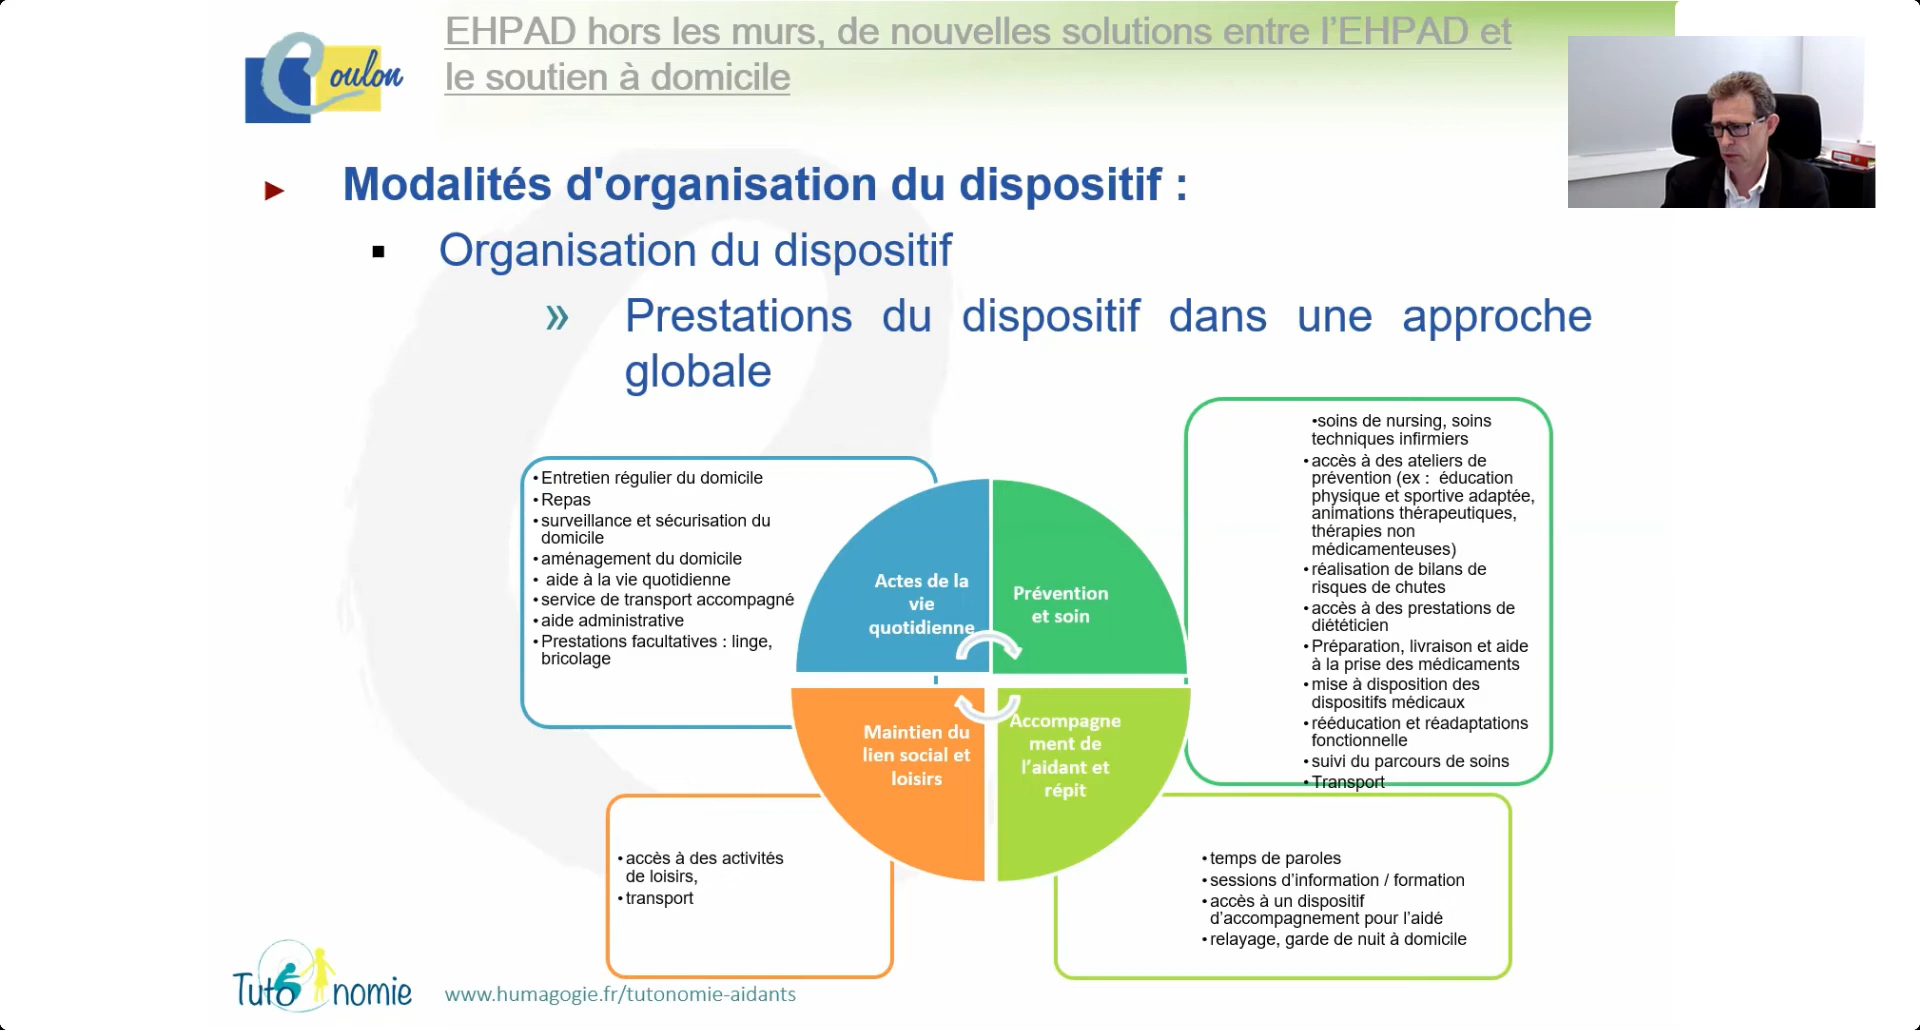 EHPAD hors les murs, de nouvelles solutions entre l'EHPAD et
le soutien à domicile
Coulon
Modalités d'organisation du dispositif :
Organisation du dispositif
» Prestations du dispositif dans une approche
globale
•Entretien régulier du domicile
•Repas
•surveillance et sécurisation du
domicile
•aménagement du domicile
• aide à la vie quotidienne
•service de transport accompagné
•aide administrative
•Prestations facultatives : linge,
bricolage
Actes de la
vie
quotidienne
Prévention
et soin
•soins de nursing, soins
techniques infirmiers
•accès à des ateliers de
prévention (ex : éducation
physique et sportive adaptée,
animations thérapeutiques,
thérapies non
médicamenteuses)
•réalisation de bilans de
risques de chutes
•accès à des prestations de
diététicien
•Préparation, livraison et aide
à la prise des médicaments
•mise à disposition des
dispositifs médicaux
•rééducation et réadaptations
fonctionnelle
•suivi du parcours de soins
•Transport
Maintien du
lien social et
loisirs
Accompagne
ment de
l'aidant et
répit
•accès à des activités
de loisirs,
•transport
•temps de paroles
•sessions d'information / formation
•accès à un dispositif
d'accompagnement pour l'aidé
•relayage, garde de nuit à domicile
Tutonomie
www.humagogie.fr/tutonomie-aidants